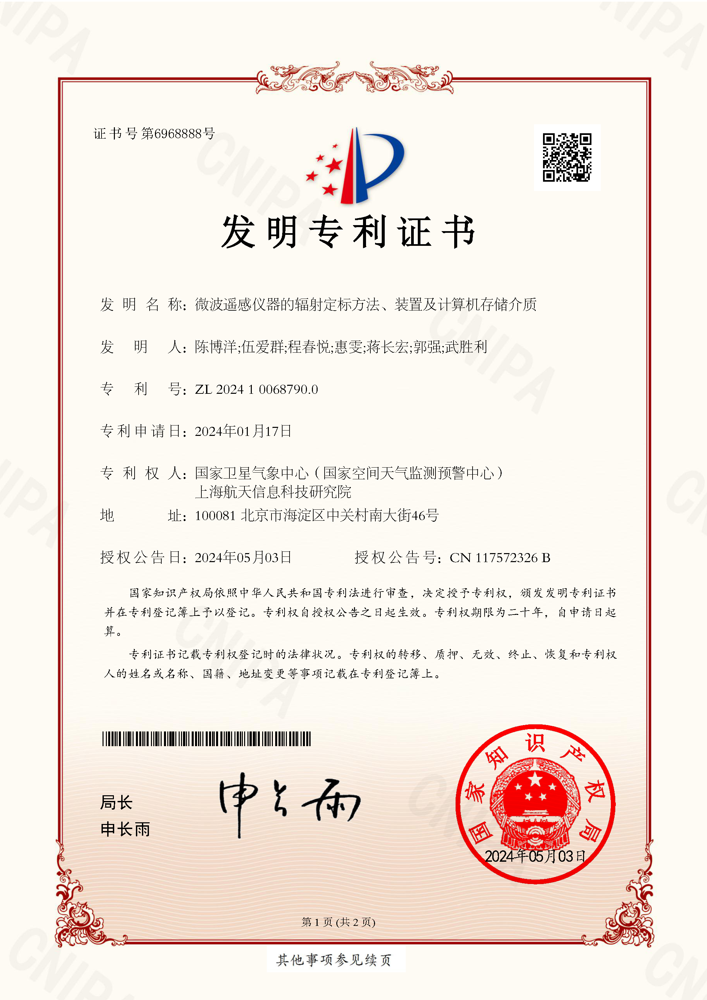 证书号第6968888号
发明专利证书
发明名称：微波遥感仪器的辐射定标方法、装置及计算机存储介质
发明人：陈博洋;伍爱群;程春悦;惠雯;蒋长宏;郭强;武胜利
专利号：ZL 2024 1 0068790.0
专利申请日：2024年01月17日
专利权人：国家卫星气象中心（国家空间天气监测预警中心）
上海航天信息科技研究院
地址：100081 北京市海淀区中关村南大街46号
授权公告日：2024年05月03日 授权公告号：CN 117572326 B
国家知识产权局依照中华人民共和国专利法进行审查，决定授予专利权，颁发发明专利证书
并在专利登记簿上予以登记。专利权自授权公告之日起生效。专利权期限为二十年，自申请日起
算。
专利证书记载专利权登记时的法律状况。专利权的转移、质押、无效、终止、恢复和专利权
人的姓名或名称、国籍、地址变更等事项记载在专利登记簿上。
局长
申长雨
申长雨
国家知识产权局
2024年05月03日
第 1 页 (共 2 页)
其他事项参见续页
CNIPA
CNIPA
CNIPA
CNIPA
CNIPA
CNIPA
CNIPA
CNIPA